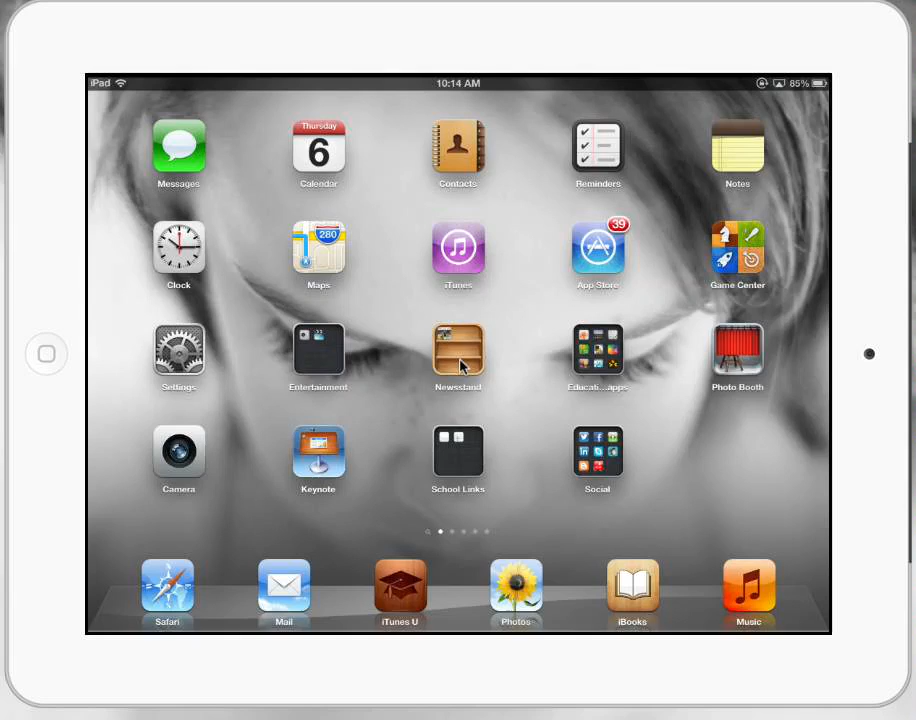 iPad 10:14 AM 85%
Thursday
6
Messages Calendar Contacts Reminders Notes
280
39
Clock Maps iTunes App Store Game Center
Settings Entertainment Newsstand Educati...apps Photo Booth
Camera Keynote School Links Social
Safari Mail iTunes U Photos iBooks Music